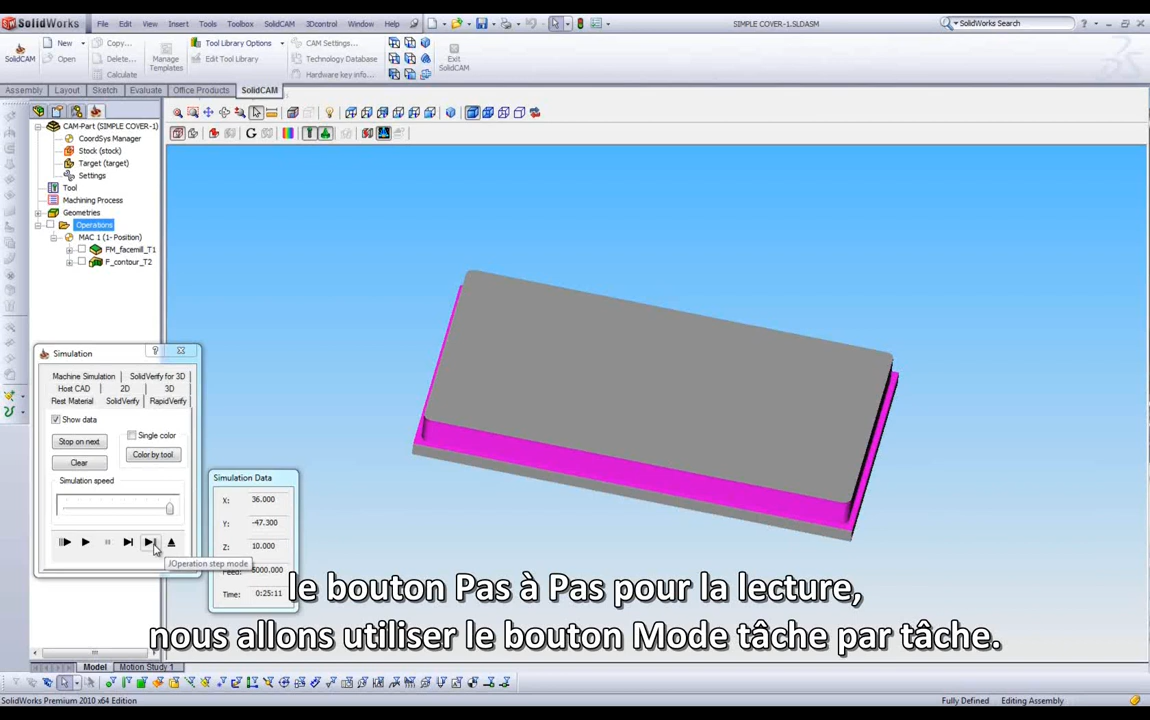 SolidWorks File Edit View Insert Tools Toolbox SolidCAM 3Dcontrol Window Help SIMPLE COVER-1.SLDASM SolidWorks Search
SolidCAM New Open Copy... Delete... Calculate Manage Templates Tool Library Options Edit Tool Library CAM Settings... Technology Database Hardware key info... Exit SolidCAM
Assembly Layout Sketch Evaluate Office Products SolidCAM
CAM-Part (SIMPLE COVER-1)
CoordSys Manager
Stock (stock)
Target (target)
Settings
Tool
Machining Process
Geometries
Operations
MAC 1 (1- Position)
FM_facemill_T1
F_contour_T2
Simulation
Machine Simulation SolidVerify for 3D
Host CAD 2D 3D
Rest Material SolidVerify RapidVerify
Show data
Stop on next
Single color
Clear
Color by tool
Simulation speed
Simulation Data
X: 36.000
Y: -47.300
Z: 10.000
Time: 0:25:11
Operation step mode
le bouton Pas à Pas pour la lecture,
nous allons utiliser le bouton Mode tâche par tâche.
Model Motion Study 1
SolidWorks Premium 2010 x64 Edition Fully Defined Editing Assembly